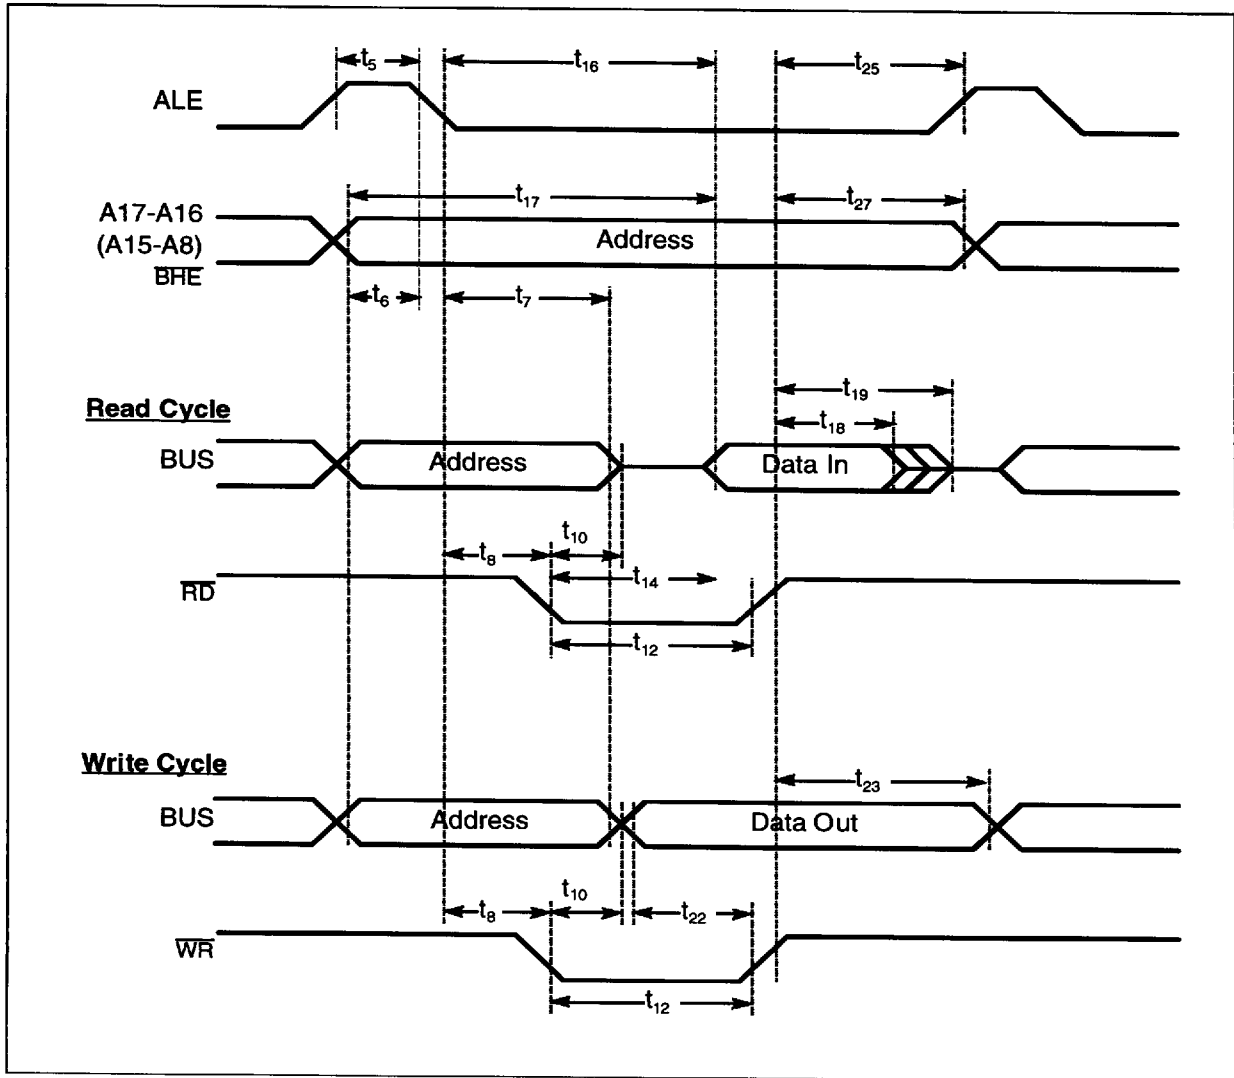 t5
t16
t25
ALE
t17
t27
A17-A16
(A15-A8)
BHE
Address
t6
t7
t19
Read Cycle
t18
BUS
Address
Data In
t10
t8
t14
RD
t12
Write Cycle
t23
BUS
Address
Data Out
t10
t8
t22
WR
t12